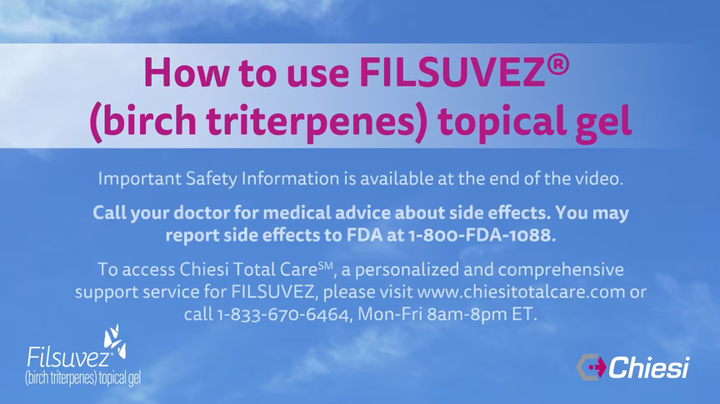 How to use FILSUVEZ®
(birch triterpenes) topical gel
Important Safety Information is available at the end of the video.
Call your doctor for medical advice about side effects. You may
report side effects to FDA at 1-800-FDA-1088.
To access Chiesi Total Care℠, a personalized and comprehensive
support service for FILSUVEZ, please visit www.chiesitotalcare.com or
call 1-833-670-6464, Mon-Fri 8am-8pm ET.
Filsuvez
(birch triterpenes) topical gel
Chiesi